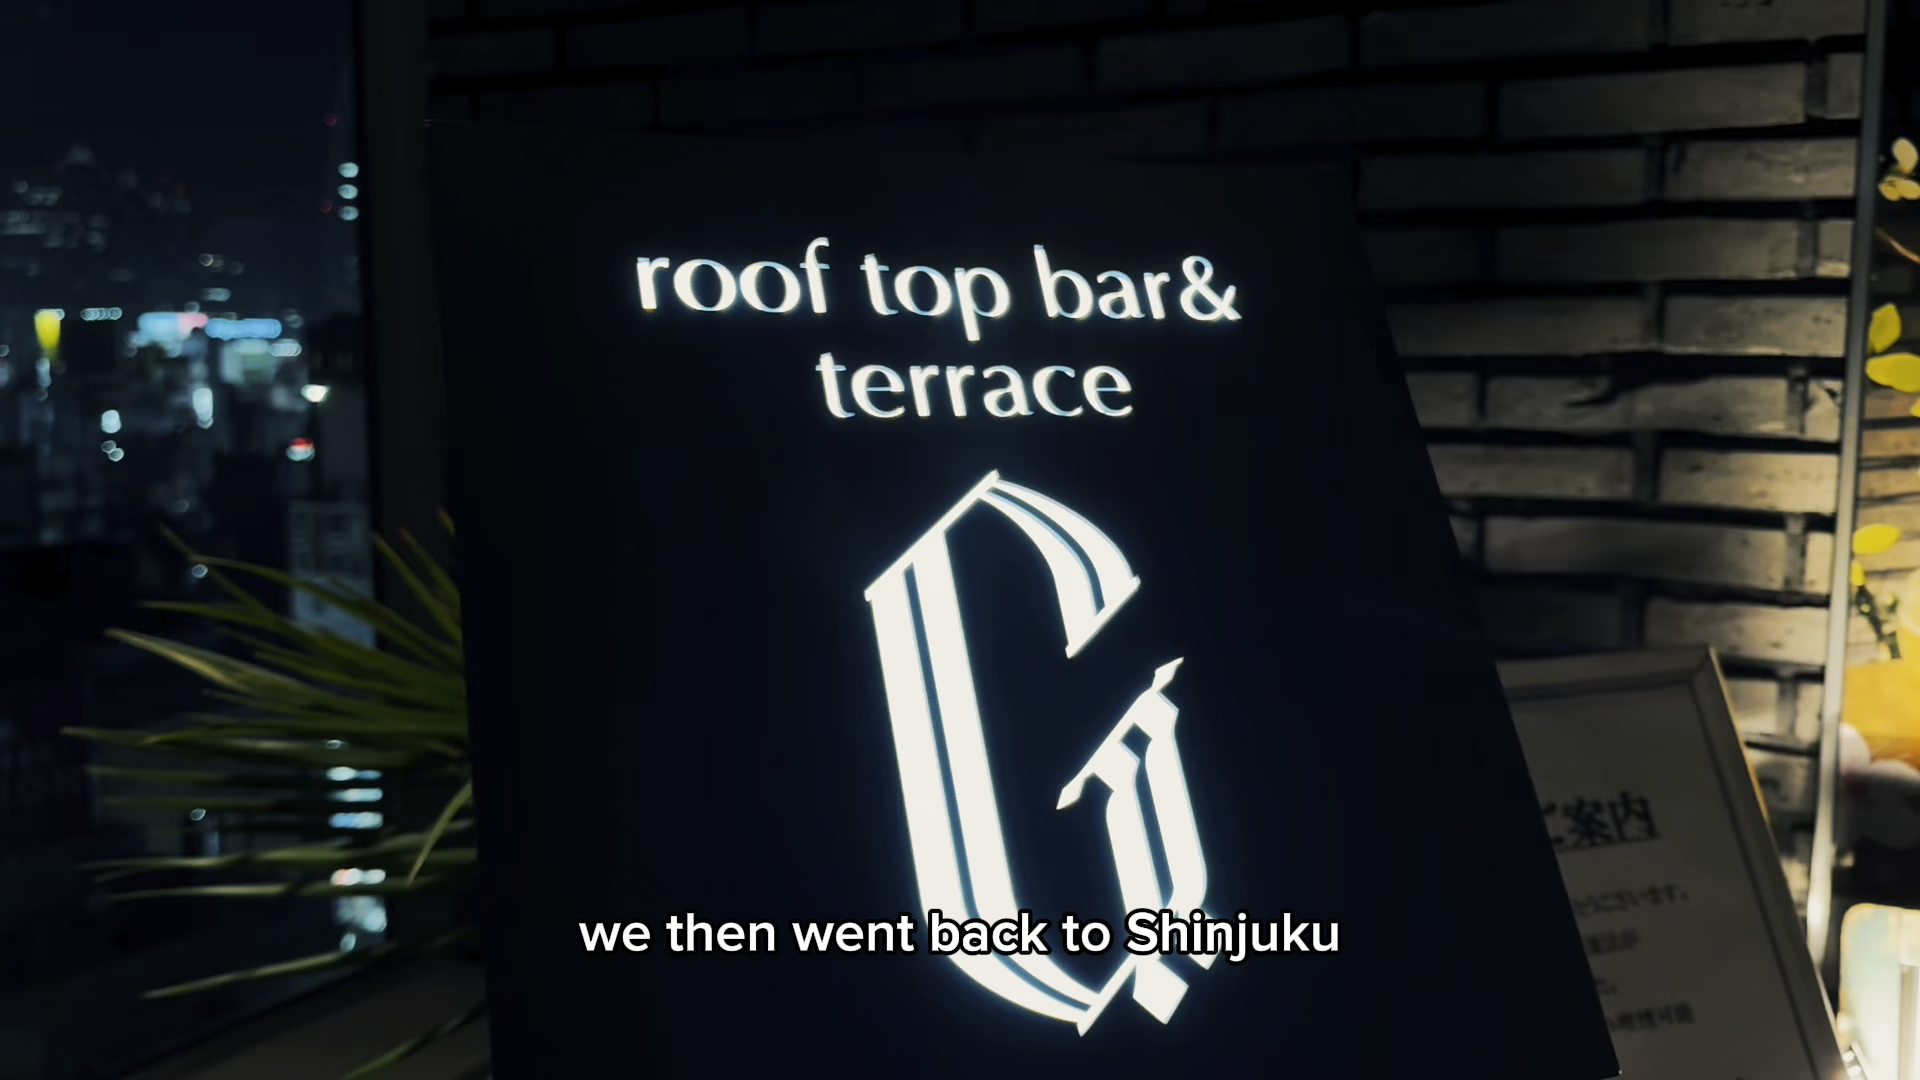 roof top bar&
terrace
G
ご案内
we then went back to Shinjuku